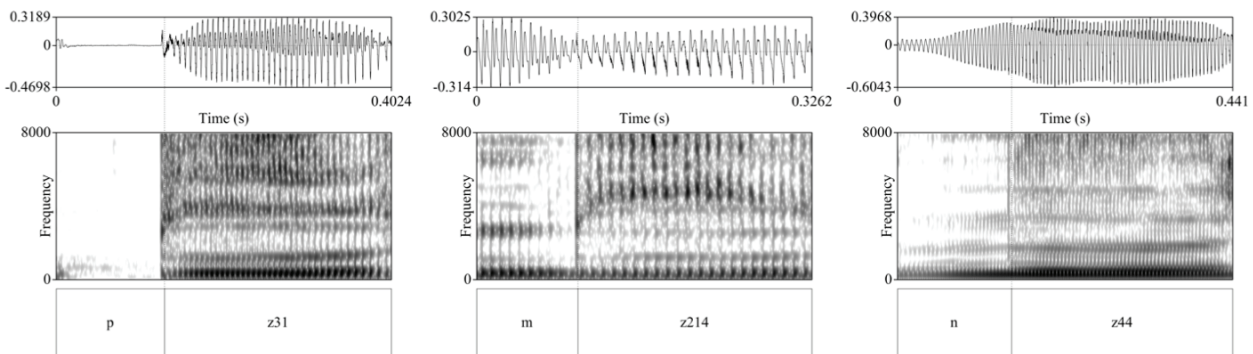 0.3189
0
-0.4698
0
0.4024
Time (s)
8000
Frequency
0
p
z31
0.3025
0
-0.314
0
0.3262
Time (s)
8000
Frequency
0
m
z214
0.3968
0
-0.6043
0
0.441
Time (s)
8000
Frequency
0
n
z44